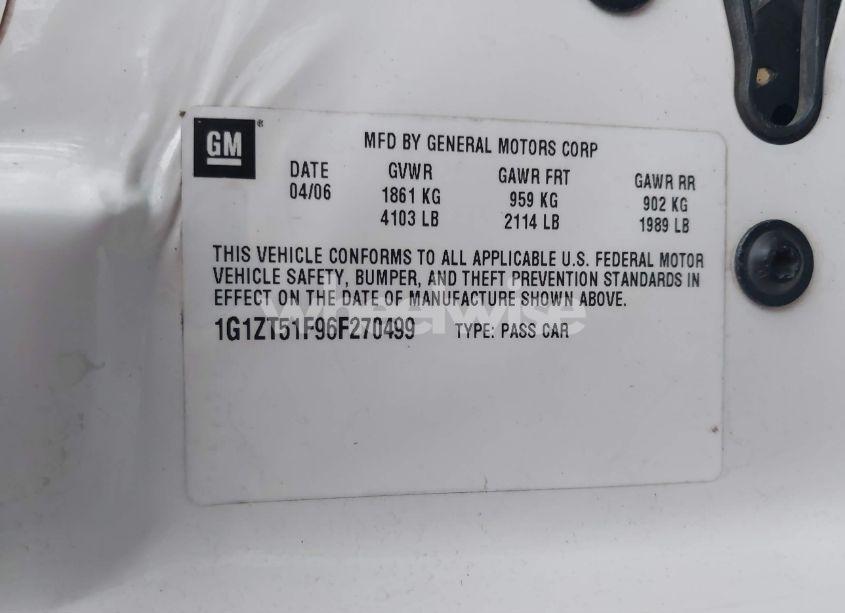 GM®
MFD BY GENERAL MOTORS CORP
DATE GVWR GAWR FRT GAWR RR
04/06 1861 KG 959 KG 902 KG
4103 LB 2114 LB 1989 LB
THIS VEHICLE CONFORMS TO ALL APPLICABLE U.S. FEDERAL MOTOR
VEHICLE SAFETY, BUMPER, AND THEFT PREVENTION STANDARDS IN
EFFECT ON THE DATE OF MANUFACTURE SHOWN ABOVE.
wheelwise
1G1ZT51F96F270499 TYPE: PASS CAR